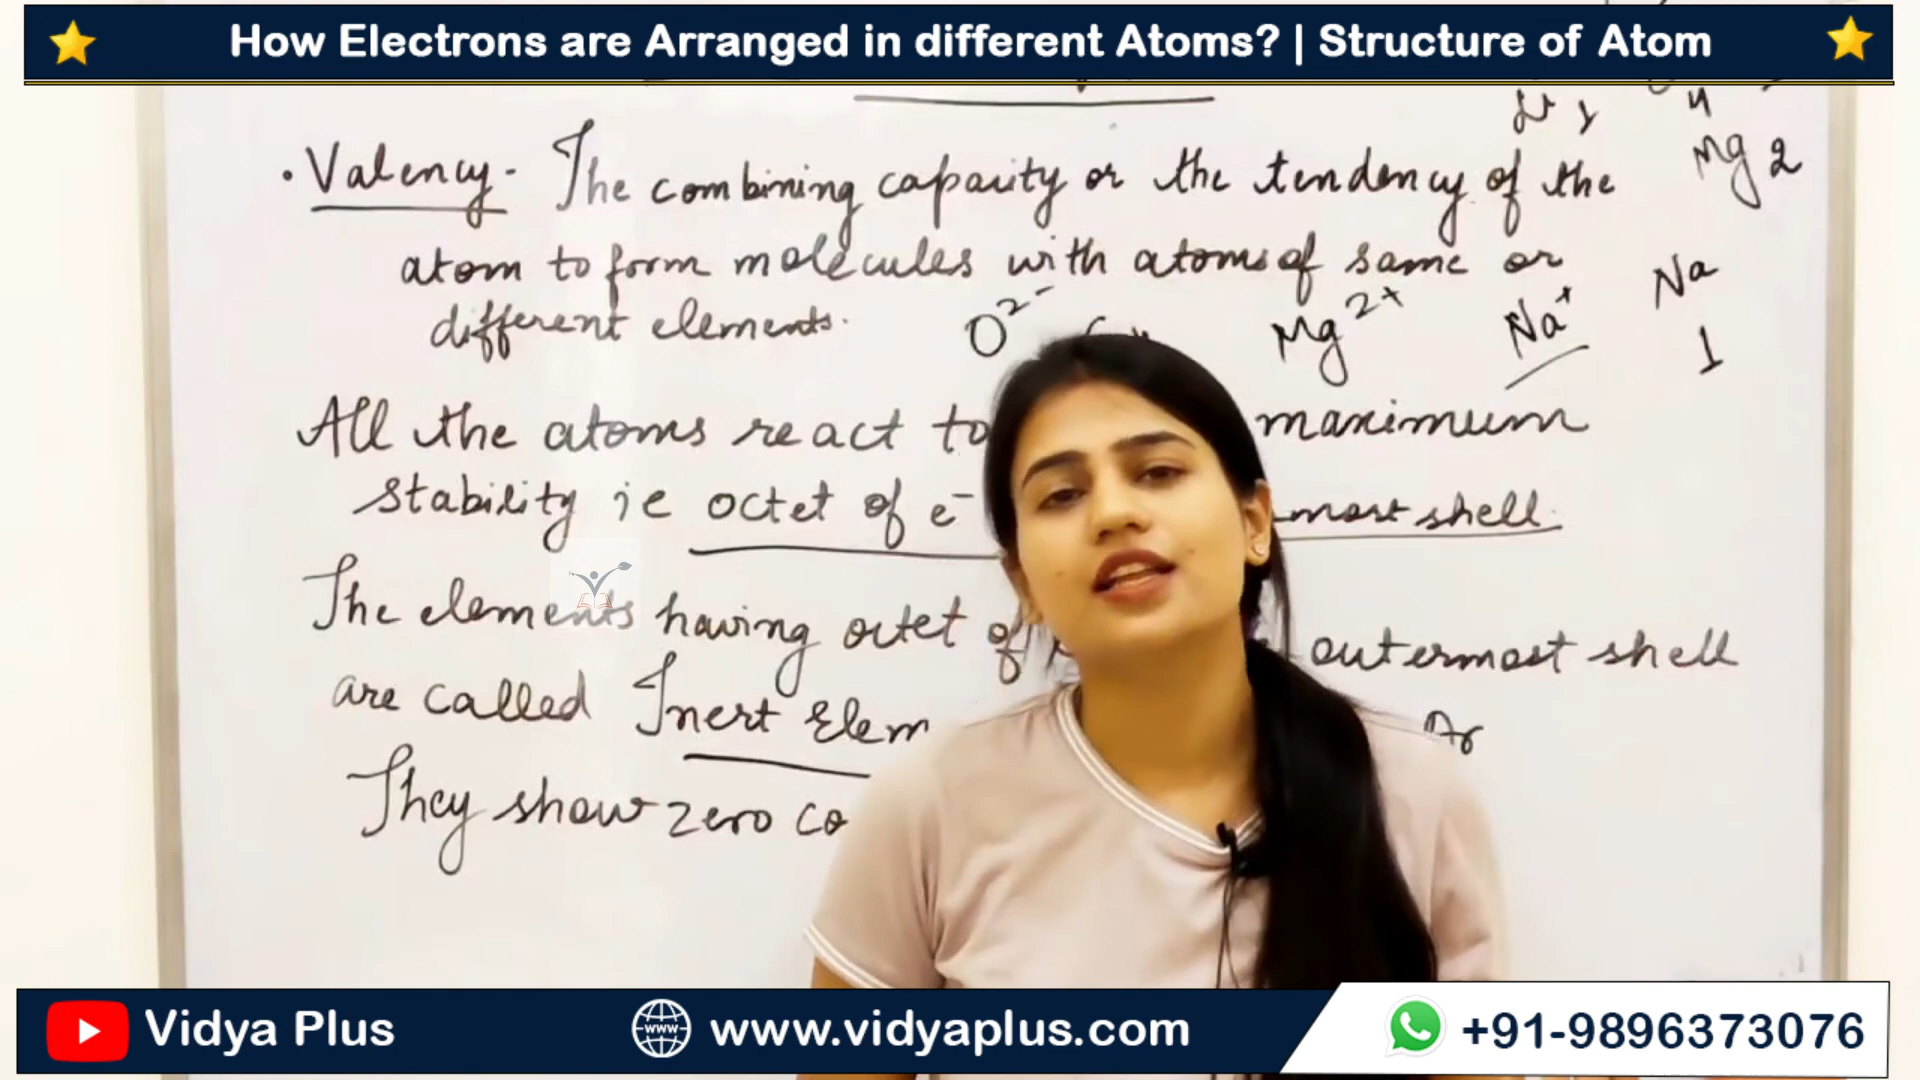 How Electrons are Arranged in different Atoms? | Structure of Atom
· Valency - The combining capacity or the tendency of the
atom to form molecules with atoms of same or
different elements.
O²⁻ Mg²⁺ Na⁺
Mg 2
Na
1
All the atoms react to maximum
stability ie octet of e⁻ most shell.
The elements having octet of outermost shell
are called Inert Elem Ar
They show zero co
Vidya Plus www.vidyaplus.com +91-9896373076